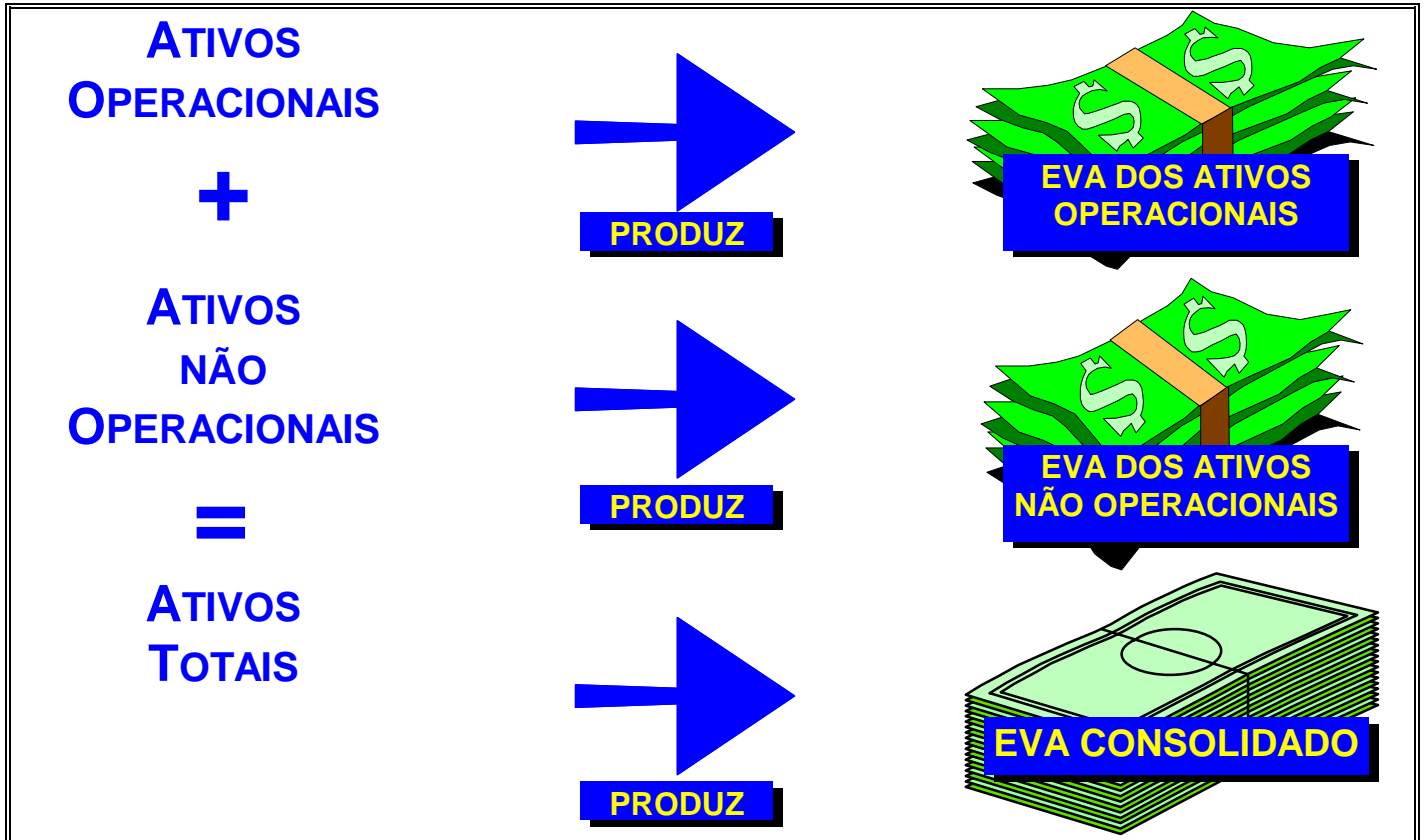 ATIVOS
OPERACIONAIS
+
PRODUZ
EVA DOS ATIVOS
OPERACIONAIS
ATIVOS
NÃO
OPERACIONAIS
=
PRODUZ
EVA DOS ATIVOS
NÃO OPERACIONAIS
ATIVOS
TOTAIS
PRODUZ
EVA CONSOLIDADO